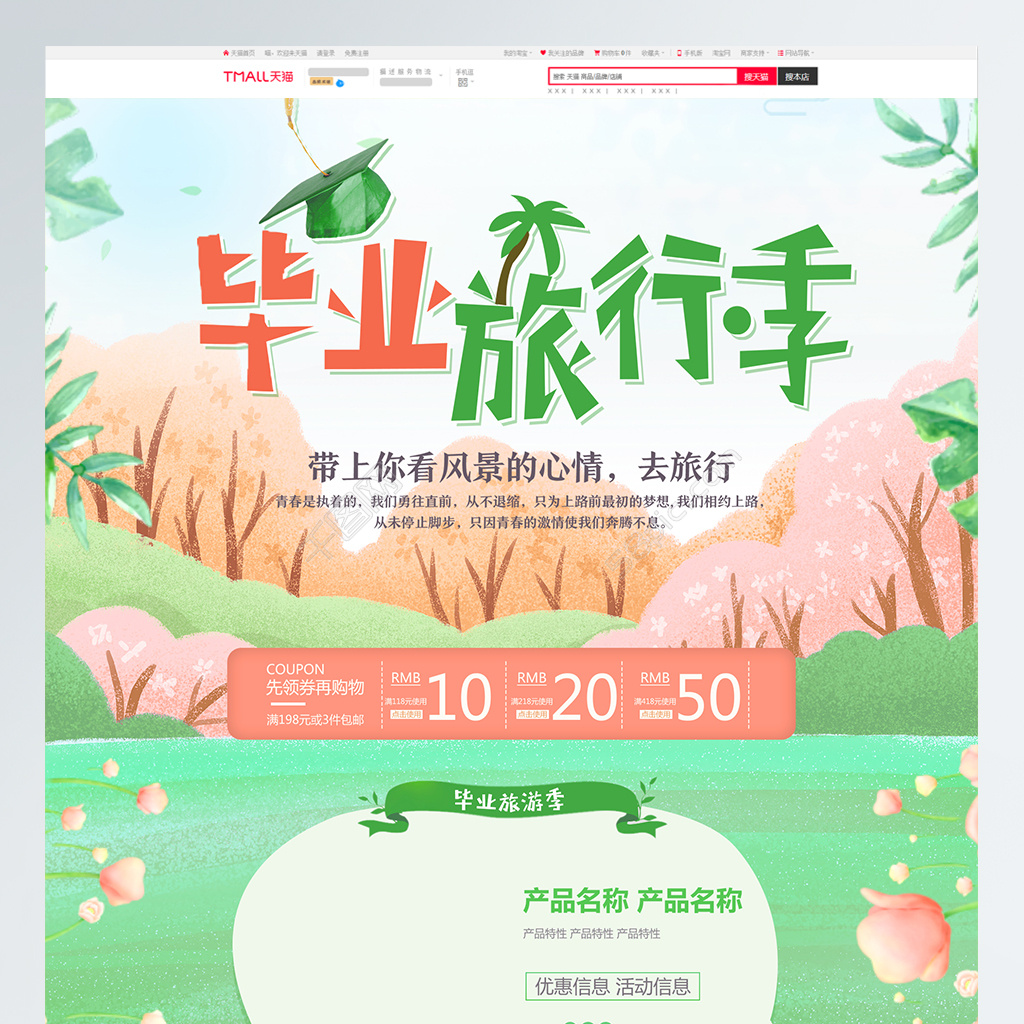 天猫首页 喵，欢迎来天猫 请登录 免费注册 我的淘宝 我关注的品牌 购物车0件 收藏夹 手机版 淘宝网 商家支持 网站导航
TMALL天猫 描述服务物流 手机逛 搜索 天猫 商品/品牌/店铺 搜天猫 搜本店
XXX | XXX | XXX | XXX |
毕业旅行·季
带上你看风景的心情，去旅行
青春是执着的，我们勇往直前，从不退缩，只为上路前最初的梦想,我们相约上路，
从未停止脚步，只因青春的激情使我们奔腾不息。
COUPON
先领券再购物
满198元或3件包邮
RMB 10
满118元使用
点击使用
RMB 20
满218元使用
点击使用
RMB 50
满418元使用
点击使用
毕业旅游季
产品名称 产品名称
产品特性 产品特性 产品特性
优惠信息 活动信息